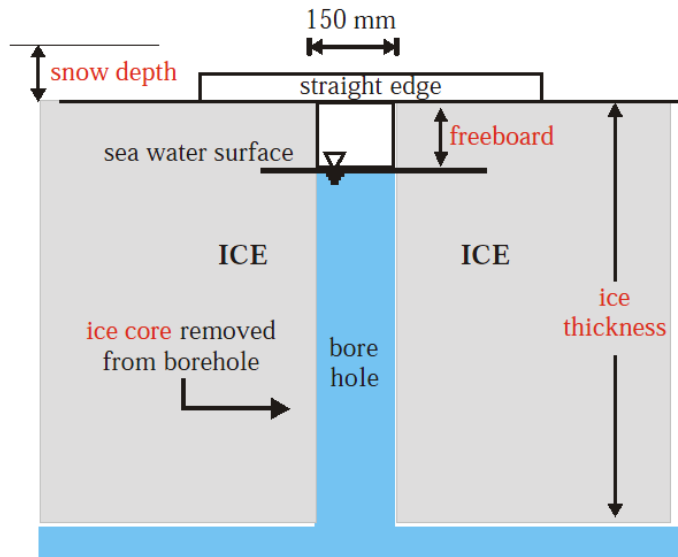 150 mm
snow depth
straight edge
freeboard
sea water surface
ICE
ICE
ice
thickness
ice core removed
from borehole
bore
hole